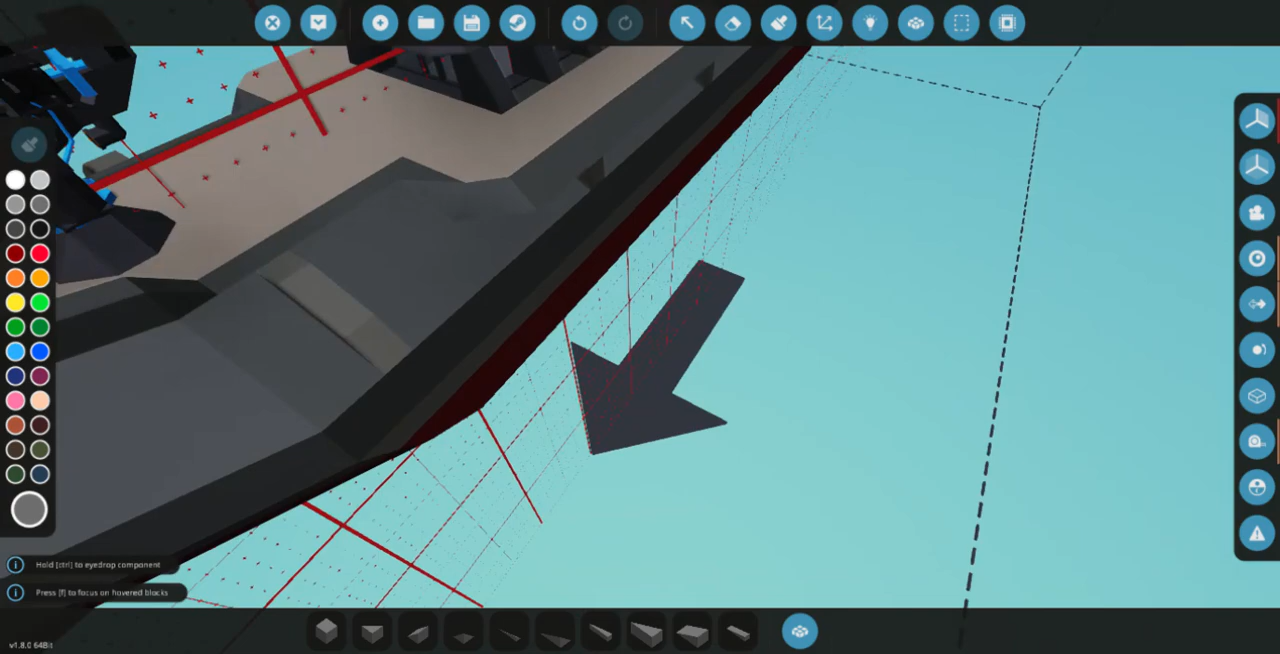 Hold [ctrl] to eyedrop component
Press [f] to focus on hovered blocks
v1.8.0 64Bit